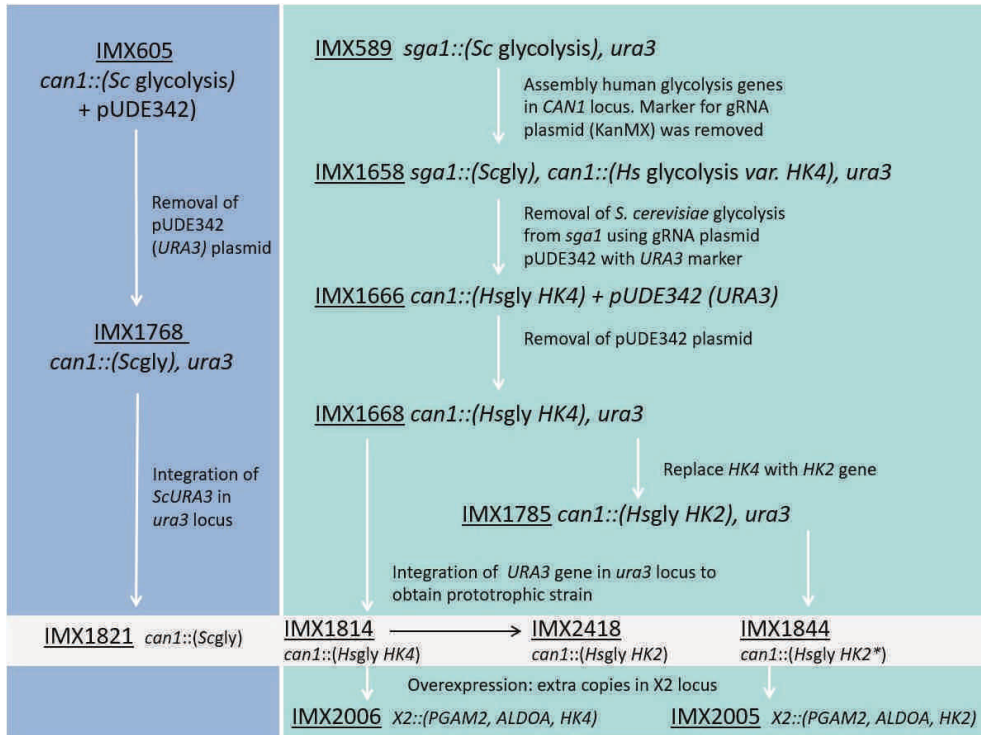 IMX605
can1::(Sc glycolysis)
+ pUDE342)
Removal of
pUDE342
(URA3) plasmid
IMX1768
can1::(Scgly), ura3
Integration of
ScURA3 in
ura3 locus
IMX589 sga1::(Sc glycolysis), ura3
Assembly human glycolysis genes
in CAN1 locus. Marker for gRNA
plasmid (KanMX) was removed
IMX1658 sga1::(Scgly), can1::(Hs glycolysis var. HK4), ura3
Removal of S. cerevisiae glycolysis
from sga1 using gRNA plasmid
pUDE342 with URA3 marker
IMX1666 can1::(Hsgly HK4) + pUDE342 (URA3)
Removal of pUDE342 plasmid
IMX1668 can1::(Hsgly HK4), ura3
Replace HK4 with HK2 gene
IMX1785 can1::(Hsgly HK2), ura3
Integration of URA3 gene in ura3 locus to
obtain prototrophic strain
IMX1821 can1::(Scgly)
IMX1814
can1::(Hsgly HK4)
IMX2418
can1::(Hsgly HK2)
IMX1844
can1::(Hsgly HK2*)
Overexpression: extra copies in X2 locus
IMX2006 X2::(PGAM2, ALDOA, HK4)
IMX2005 X2::(PGAM2, ALDOA, HK2)